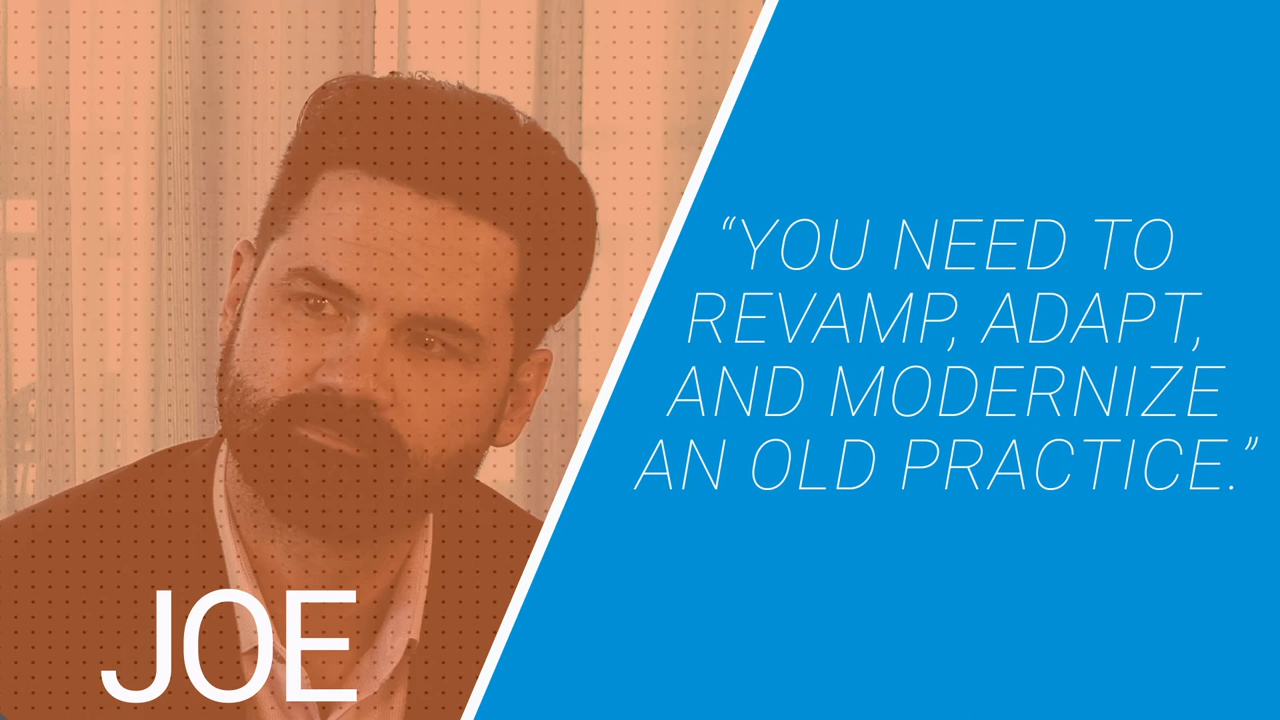 JOE
“YOU NEED TO
REVAMP, ADAPT,
AND MODERNIZE
AN OLD PRACTICE.”